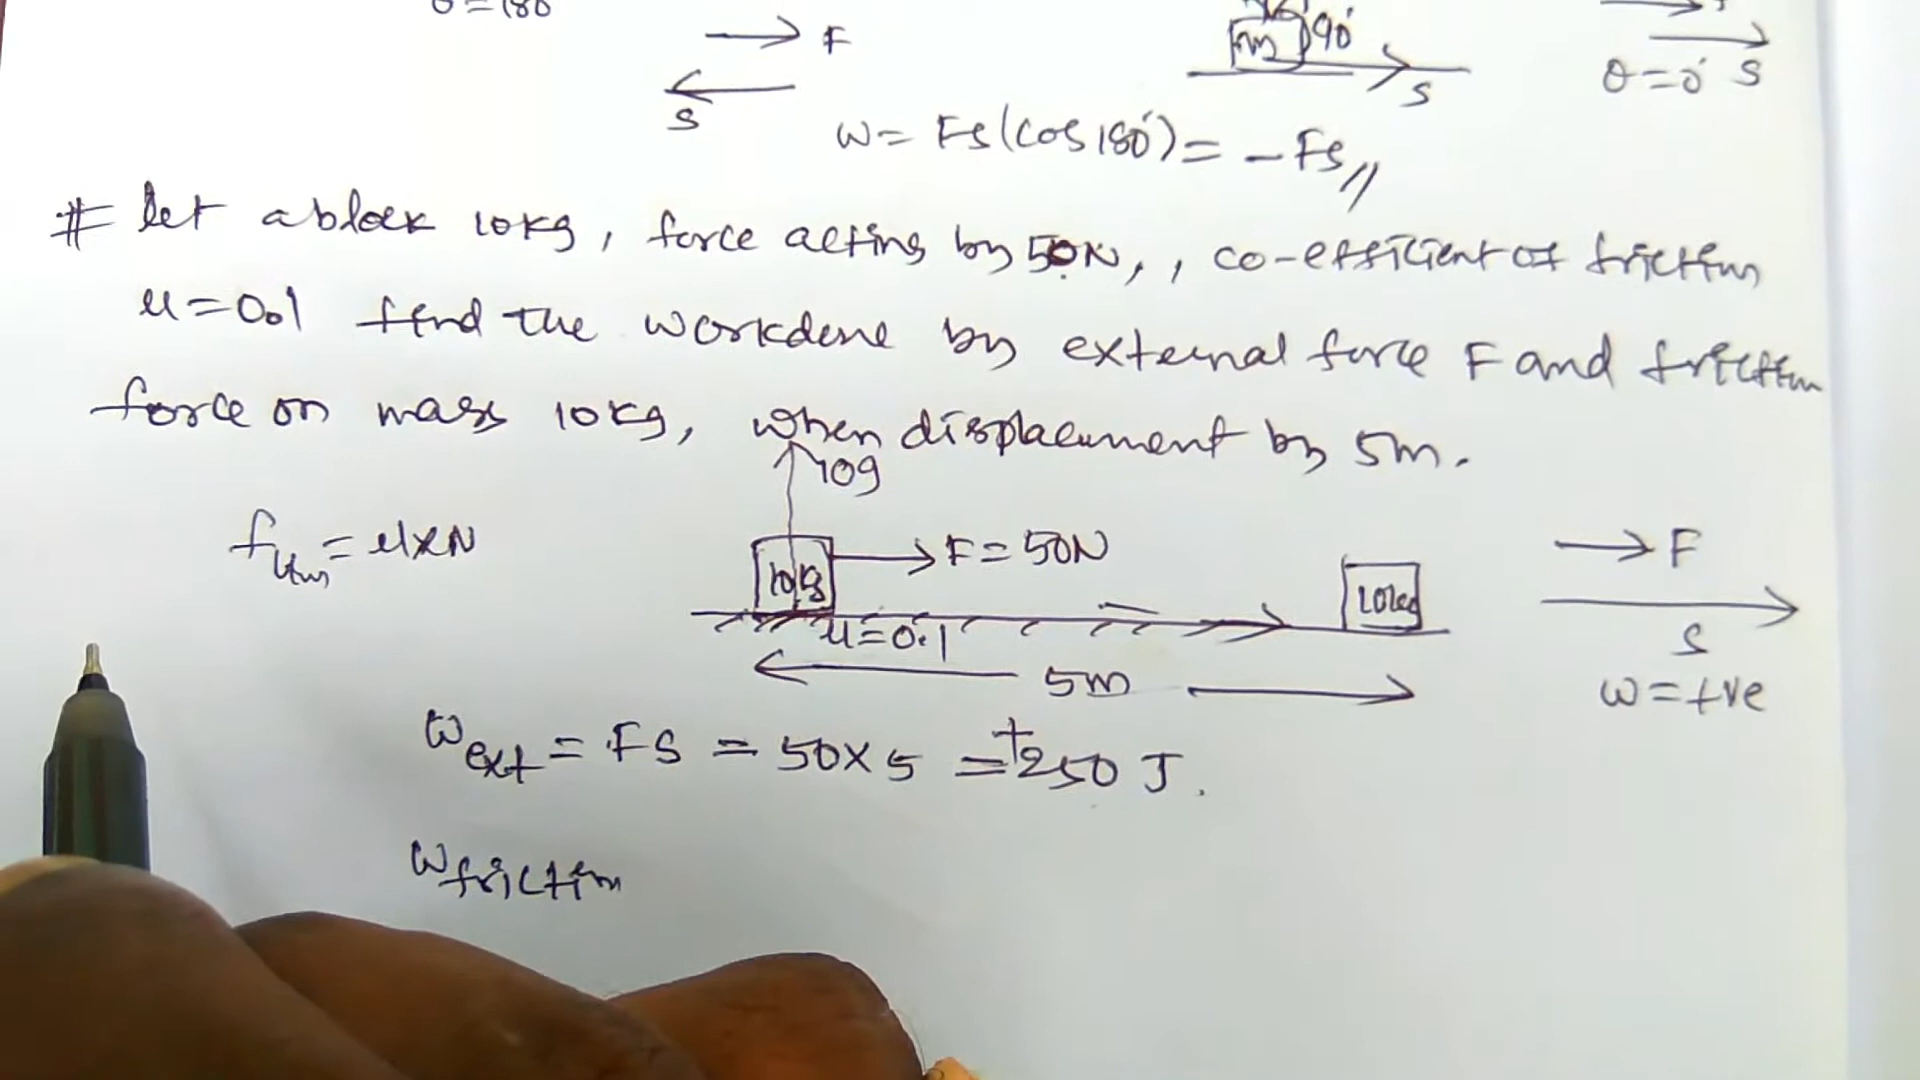 θ = 180
F
S
m 90°
S
S
θ = 0°
W = Fs (cos 180°) = - Fs //
# let a block 10kg, force acting by 50N, , co-efficient of friction
μ = 0.1 find the workdone by external force F and friction
force on mass 10kg, when displacement by 5m.
10g
f = μ x N
10kg
F = 50N
10kg
F
μ = 0.1
S
5m
W = +ve
W ext = FS = 50 x 5 = +250 J.
W friction